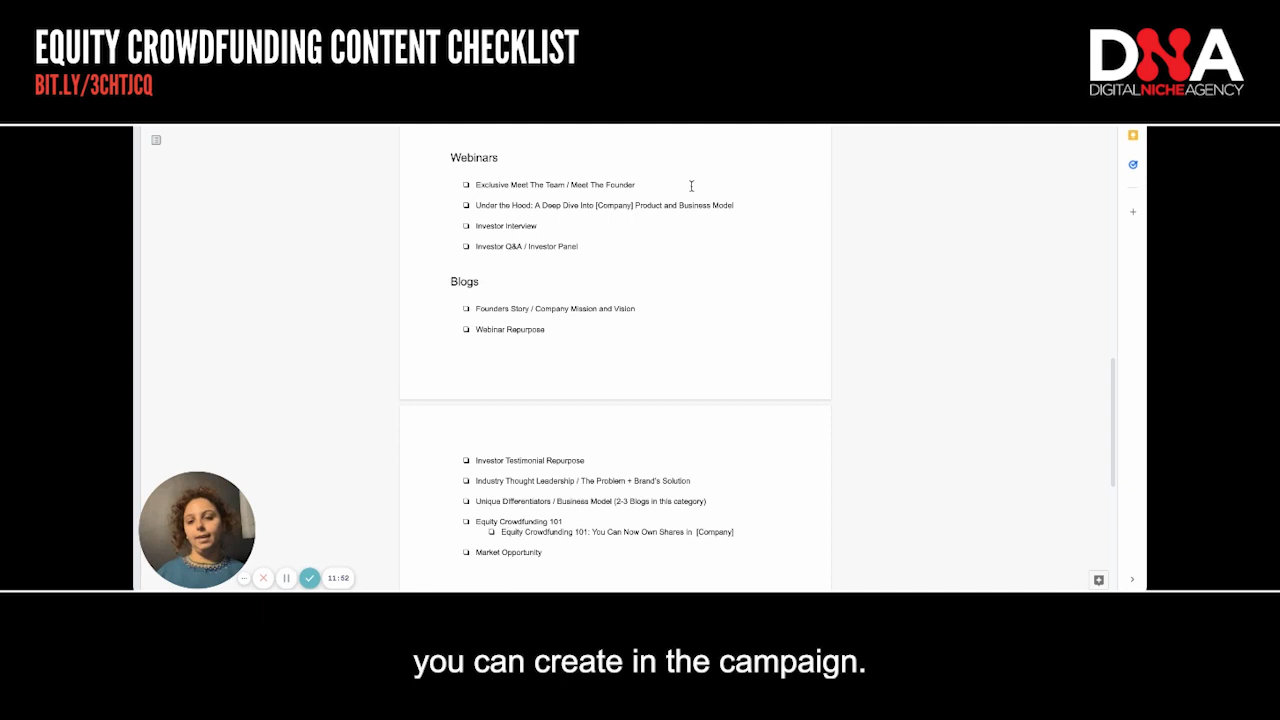 EQUITY CROWDFUNDING CONTENT CHECKLIST
BIT.LY/3CHTJCQ
DNA
DIGITALNICHEAGENCY
Webinars
Exclusive Meet The Team / Meet The Founder
Under the Hood: A Deep Dive Into [Company] Product and Business Model
Investor Interview
Investor Q&A / Investor Panel
Blogs
Founders Story / Company Mission and Vision
Webinar Repurpose
Investor Testimonial Repurpose
Industry Thought Leadership / The Problem + Brand's Solution
Unique Differentiators / Business Model (2-3 Blogs in this category)
Equity Crowdfunding 101
Equity Crowdfunding 101: You Can Now Own Shares in [Company]
Market Opportunity
11:52
you can create in the campaign.